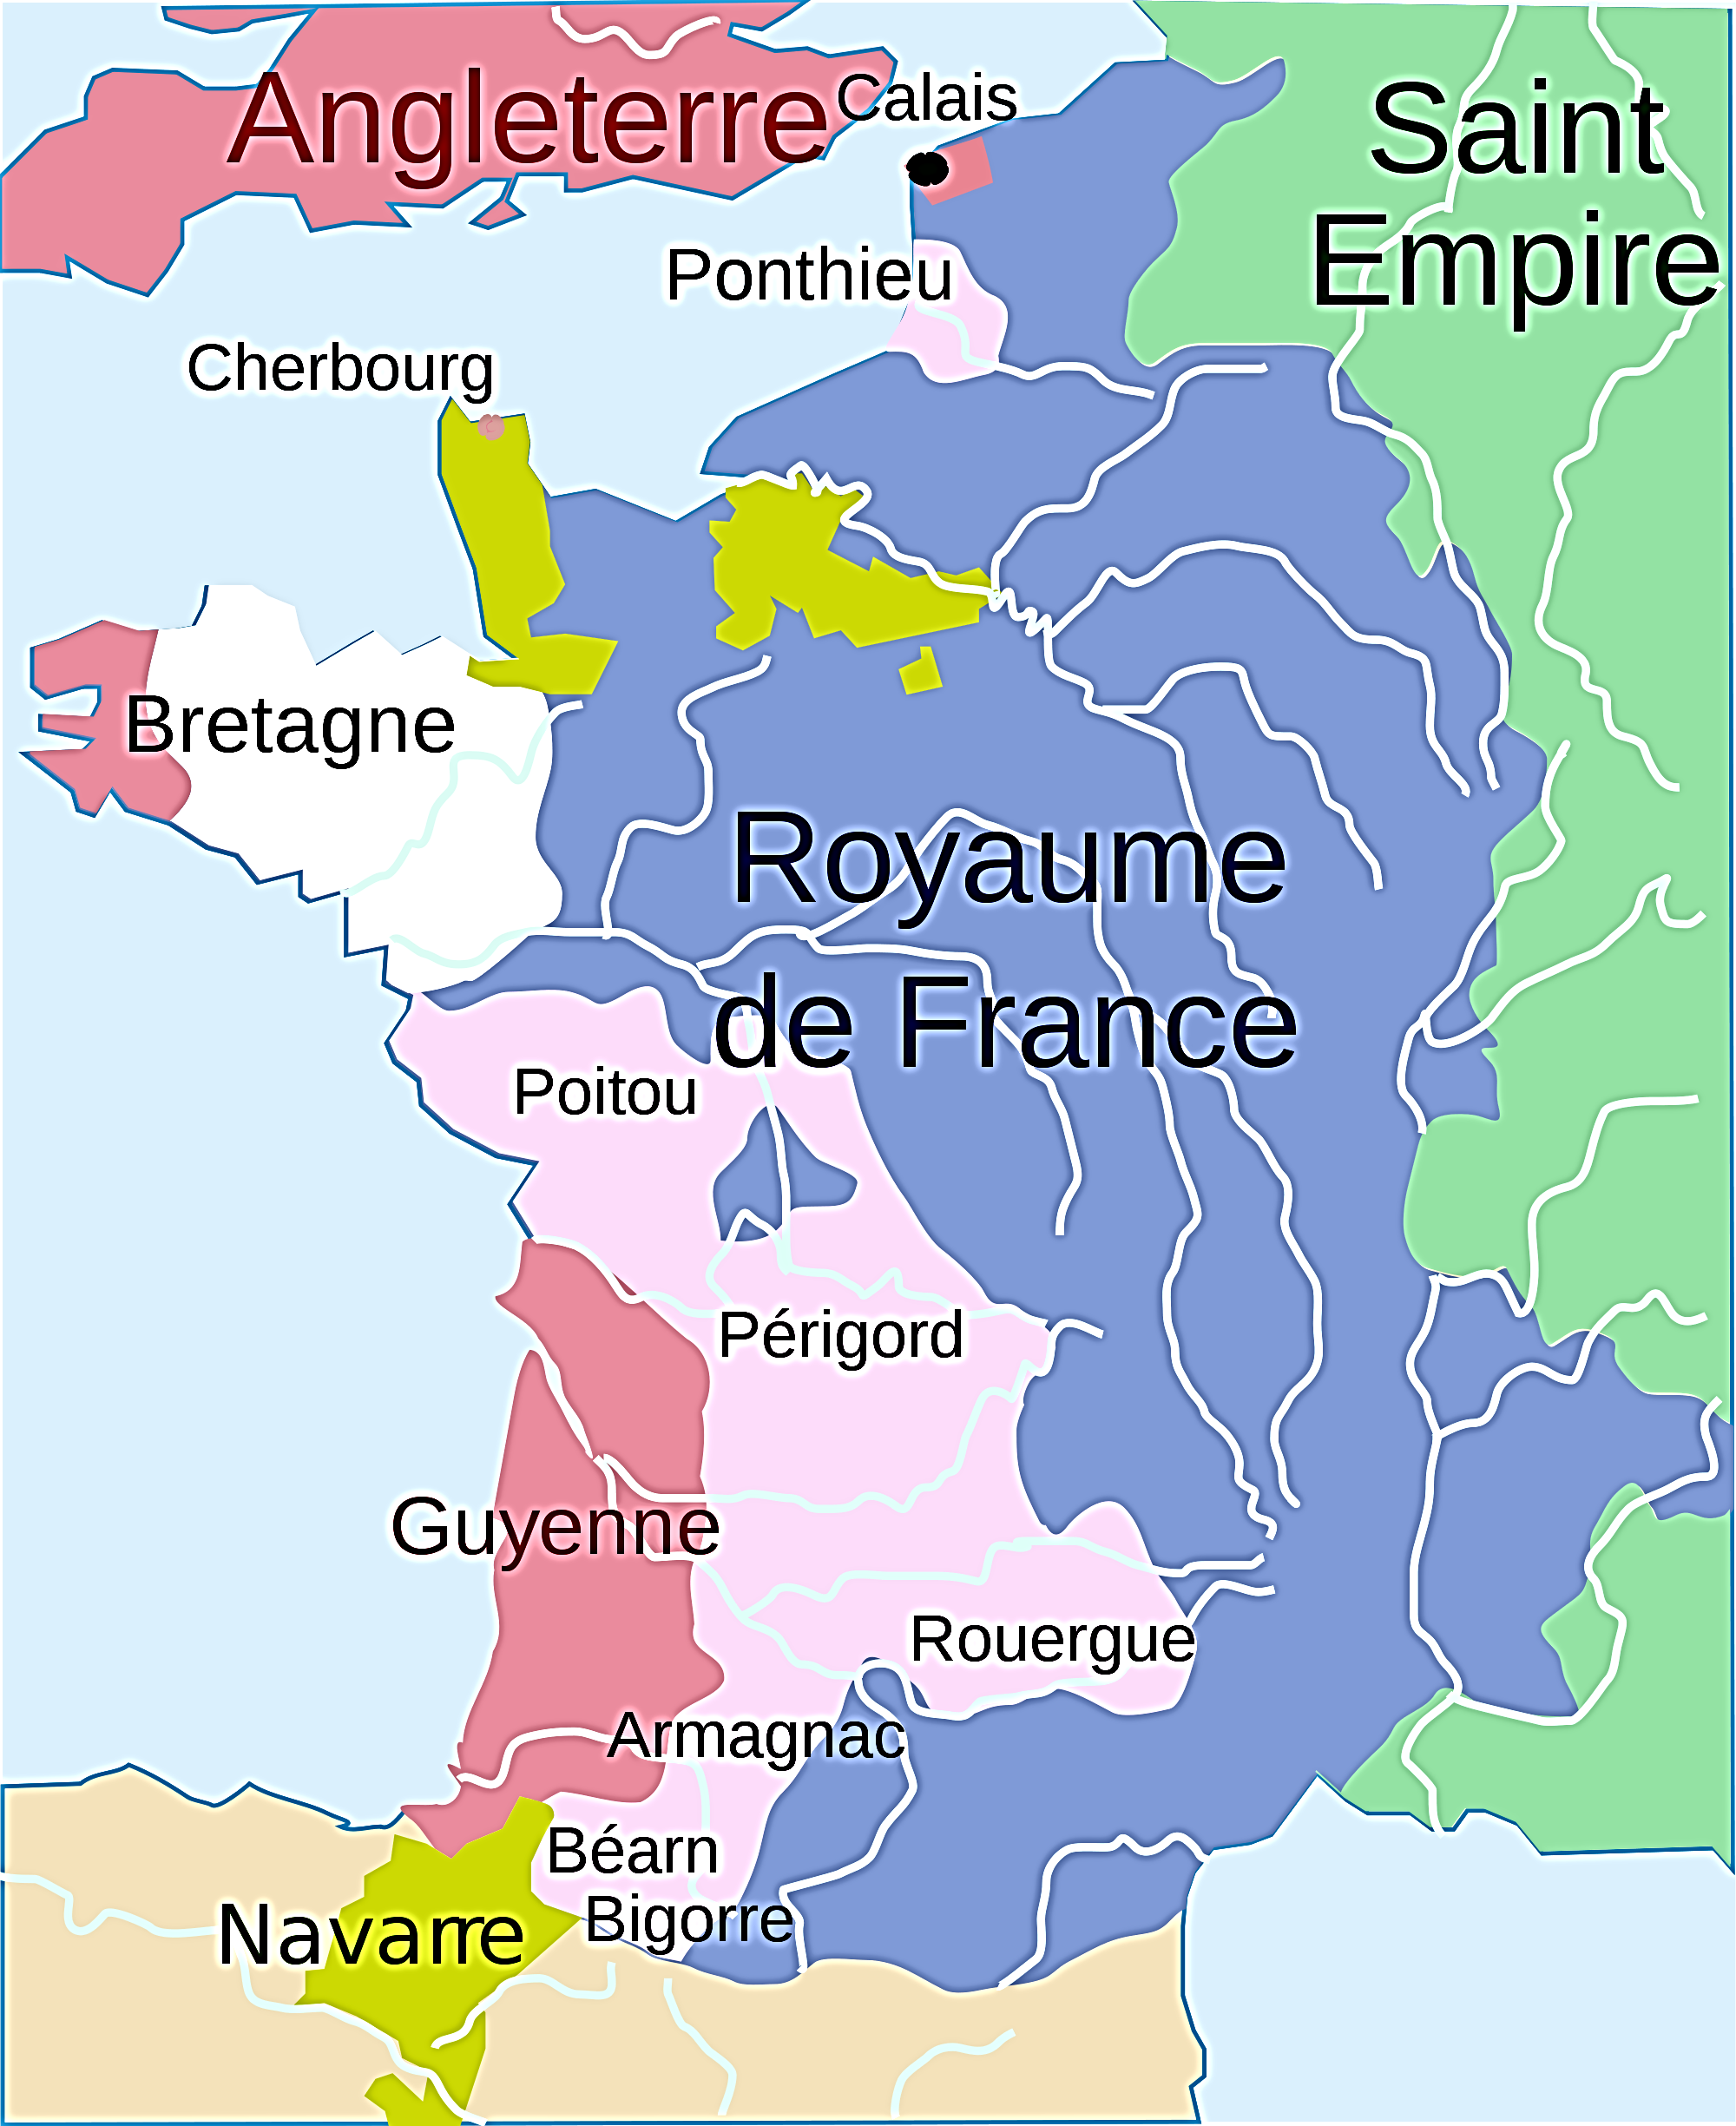 Angleterre
Calais
Saint
Empire
Ponthieu
Cherbourg
Bretagne
Royaume
de France
Poitou
Périgord
Guyenne
Rouergue
Armagnac
Béarn
Bigorre
Navarre